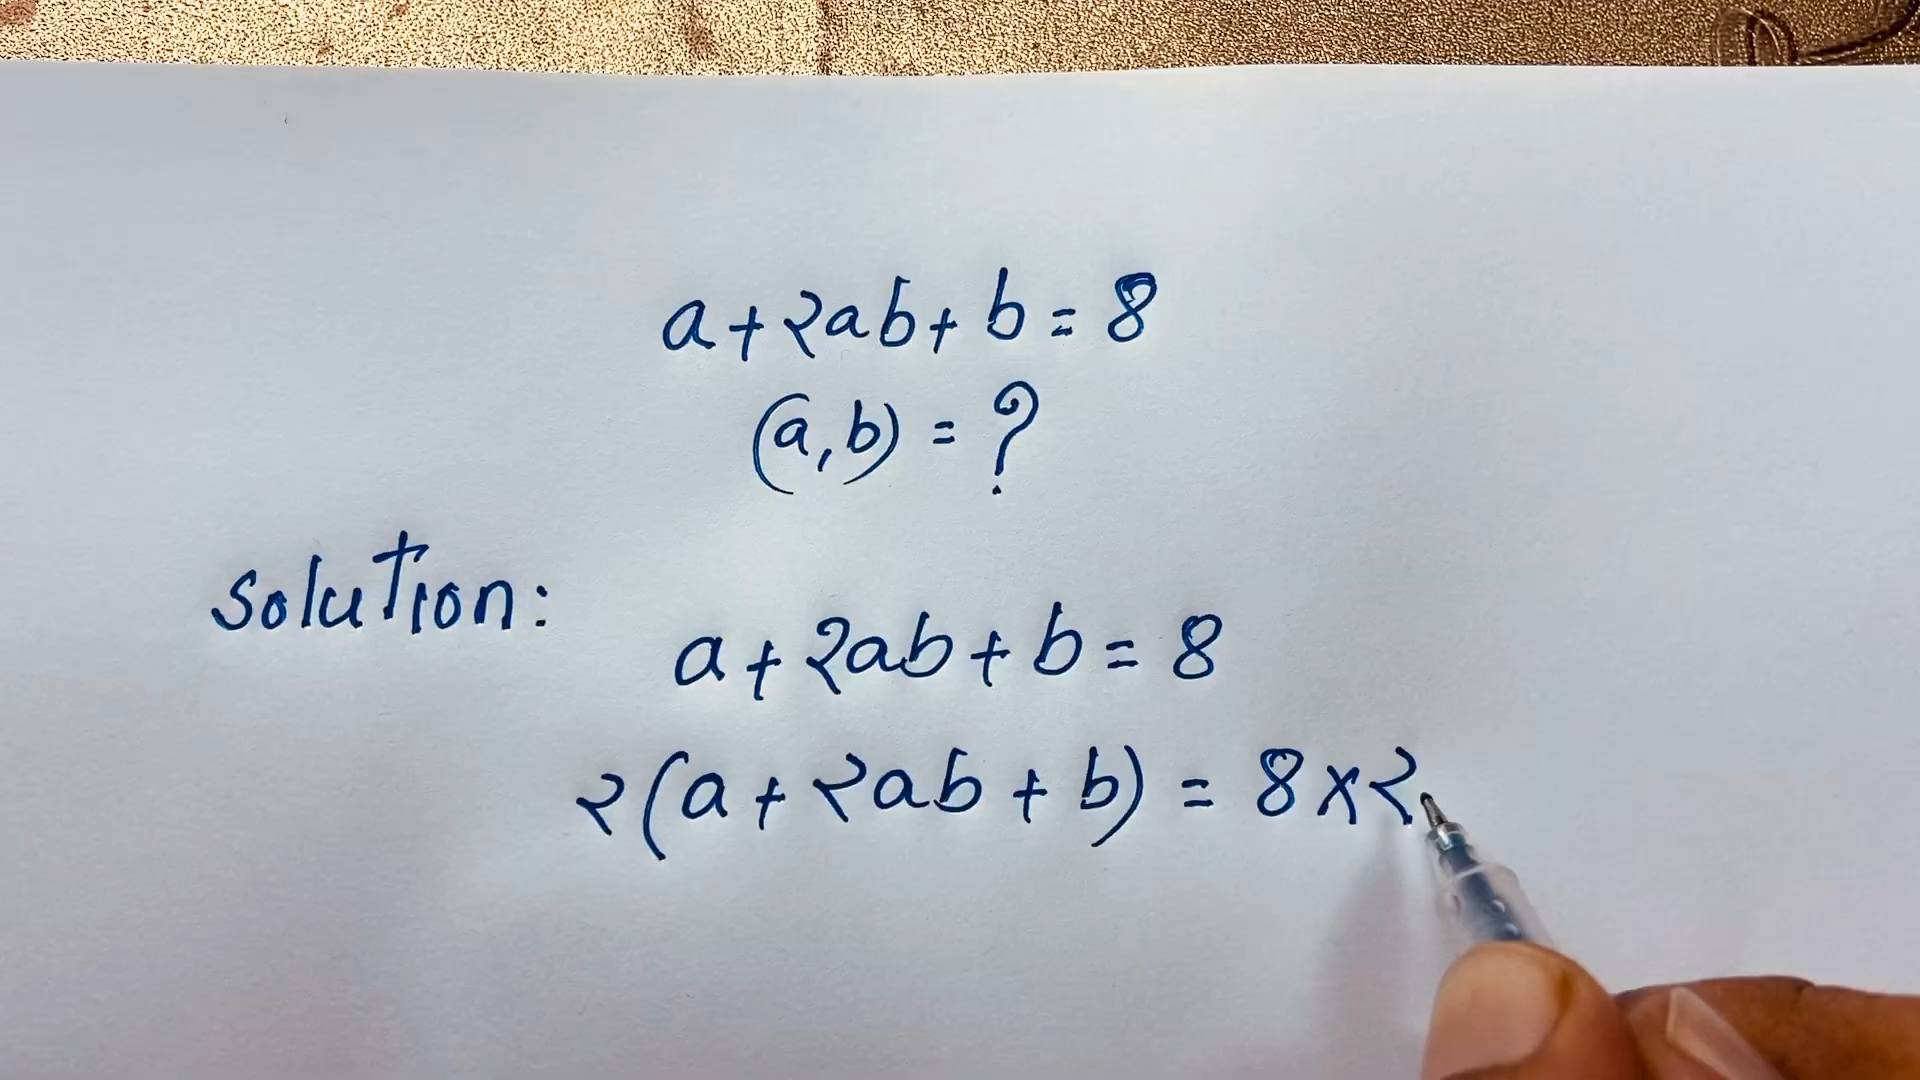 a+2ab+b=8
(a,b) = ?
Solution:
a+2ab+b=8
2(a+2ab+b) = 8×2